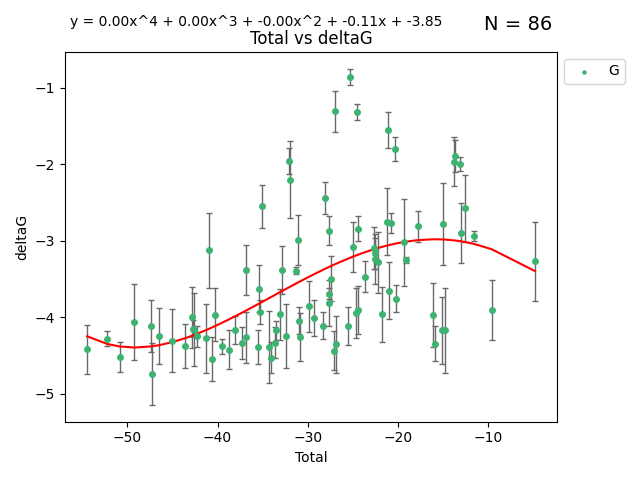 y = 0.00x^4 + 0.00x^3 + -0.00x^2 + -0.11x + -3.85
N = 86
Total vs deltaG
G
deltaG
−1
−2
−3
−4
−5
−50
−40
−30
−20
−10
Total